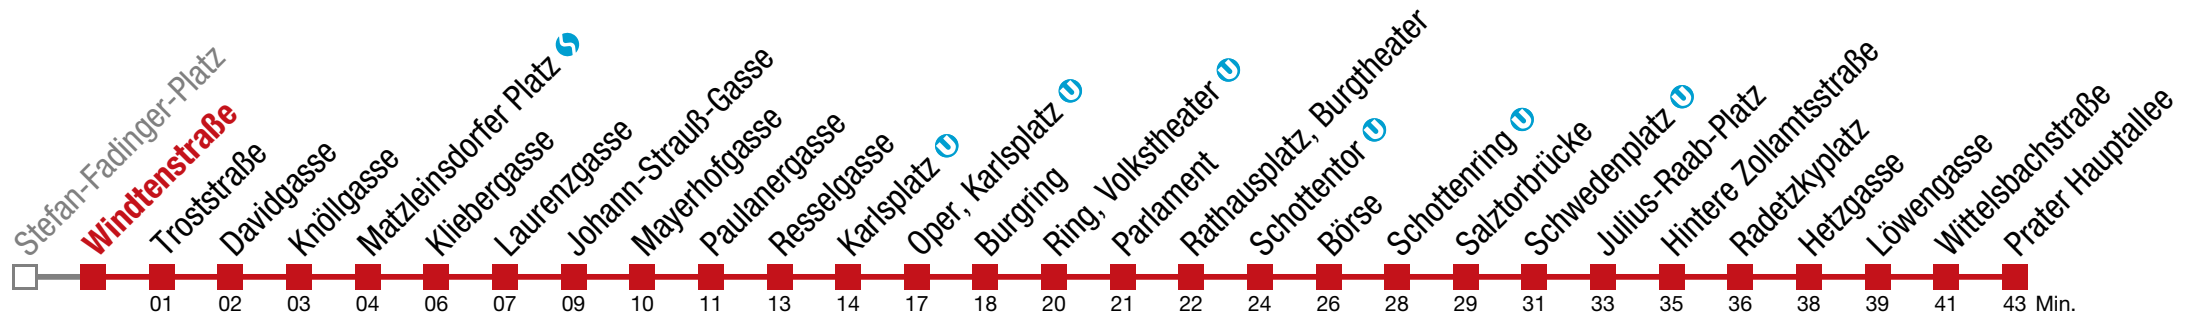 Stefan-Fadinger-Platz
Windtenstraße
Troststraße
Davidgasse
Knöllgasse
Matzleinsdorfer Platz
Kliebergasse
Laurenzgasse
Johann-Strauß-Gasse
Mayerhofgasse
Paulanergasse
Resselgasse
Karlsplatz U
Oper, Karlsplatz U
Burgring
Ring, Volkstheater U
Parlament
Rathausplatz, Burgtheater
Schottentor U
Börse
Schottenring U
Salztorbrücke
Schwedenplatz U
Julius-Raab-Platz
Hintere Zollamtsstraße
Radetzkyplatz
Hetzgasse
Löwengasse
Wittelsbachstraße
Prater Hauptallee
01 02 03 04 06 07 09 10 11 13 14 17 18 20 21 22 24 26 28 29 31 33 35 36 38 39 41 43 Min.